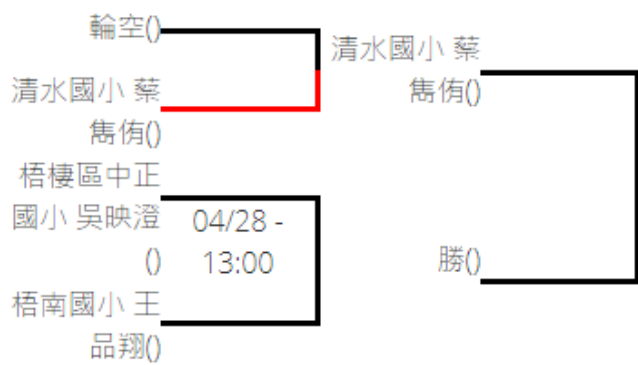 輪空()
清水國小 蔡
雋侑()
清水國小 蔡
雋侑()
梧棲區中正
國小 吳映澄
()
04/28 -
13:00
梧南國小 王
品翔()
勝()